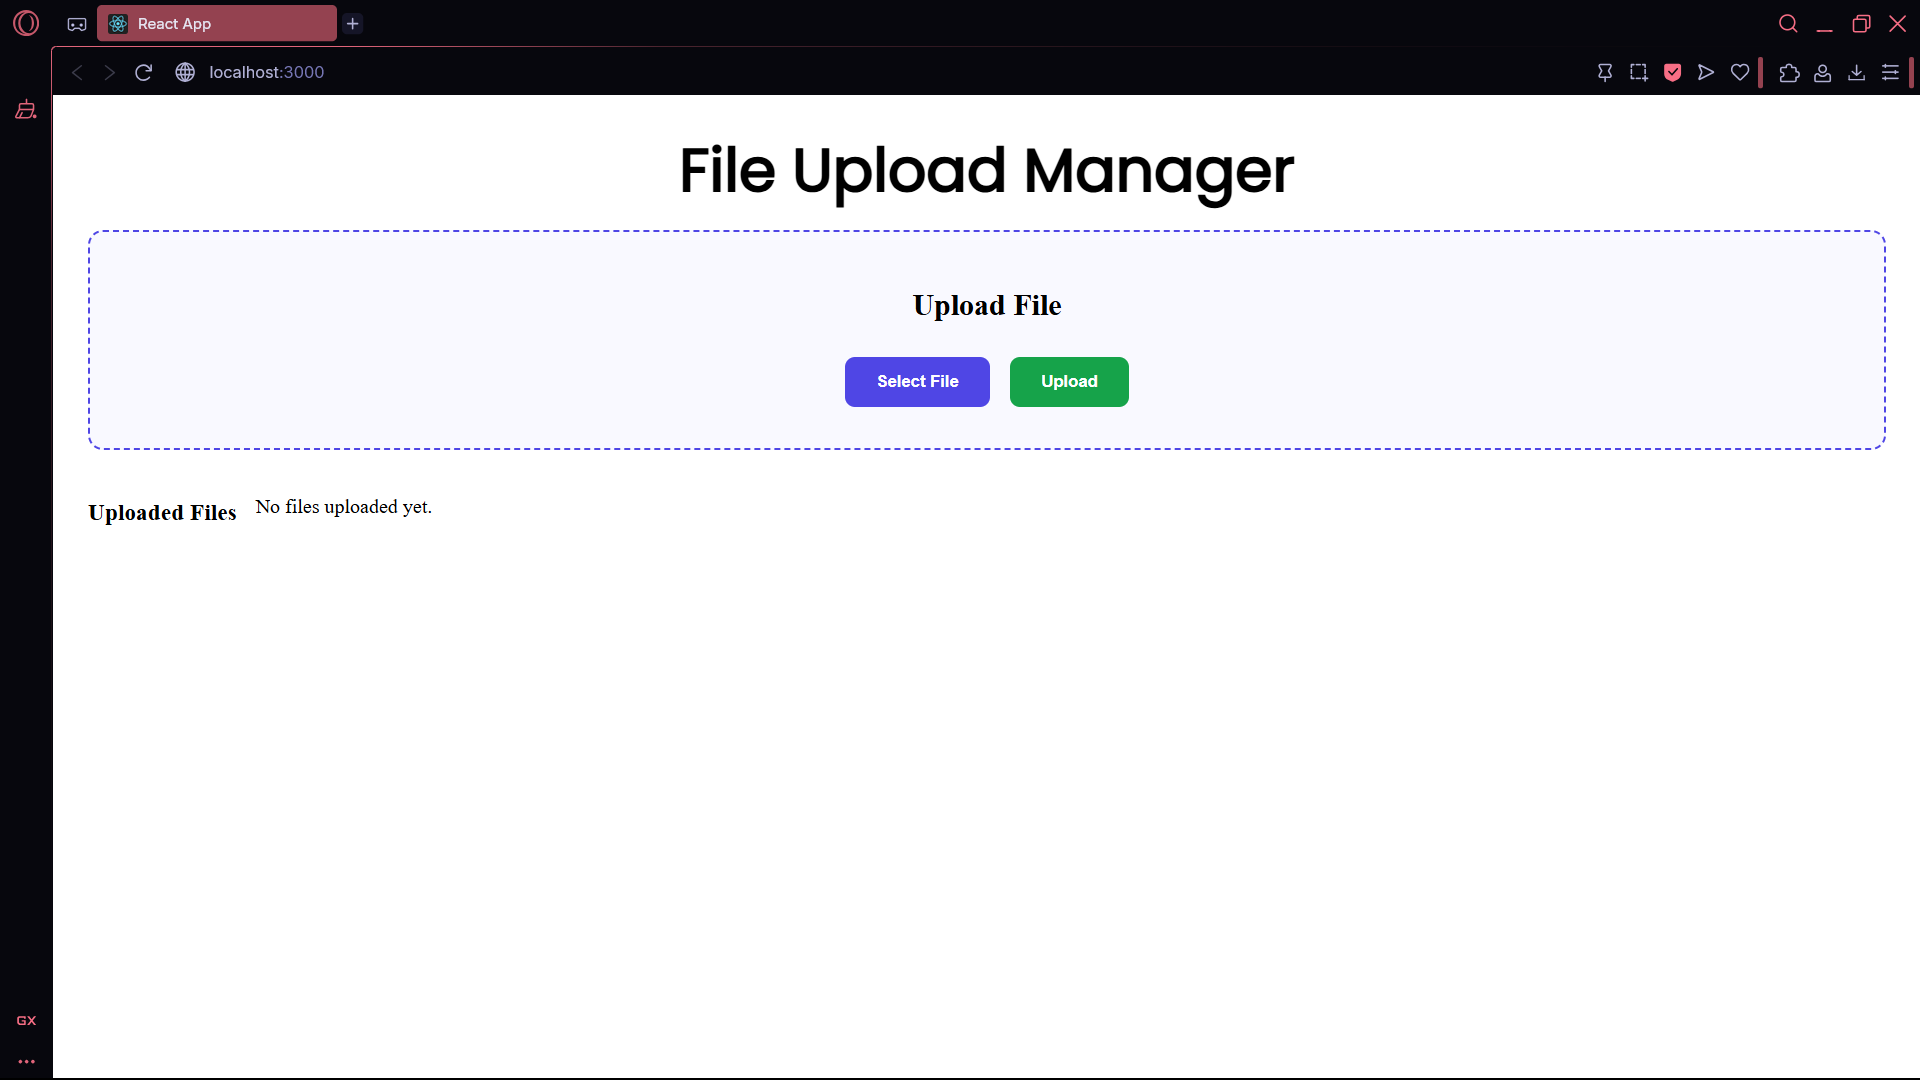 React App
localhost:3000
File Upload Manager
Upload File
Select File
Upload
Uploaded Files
No files uploaded yet.
GX